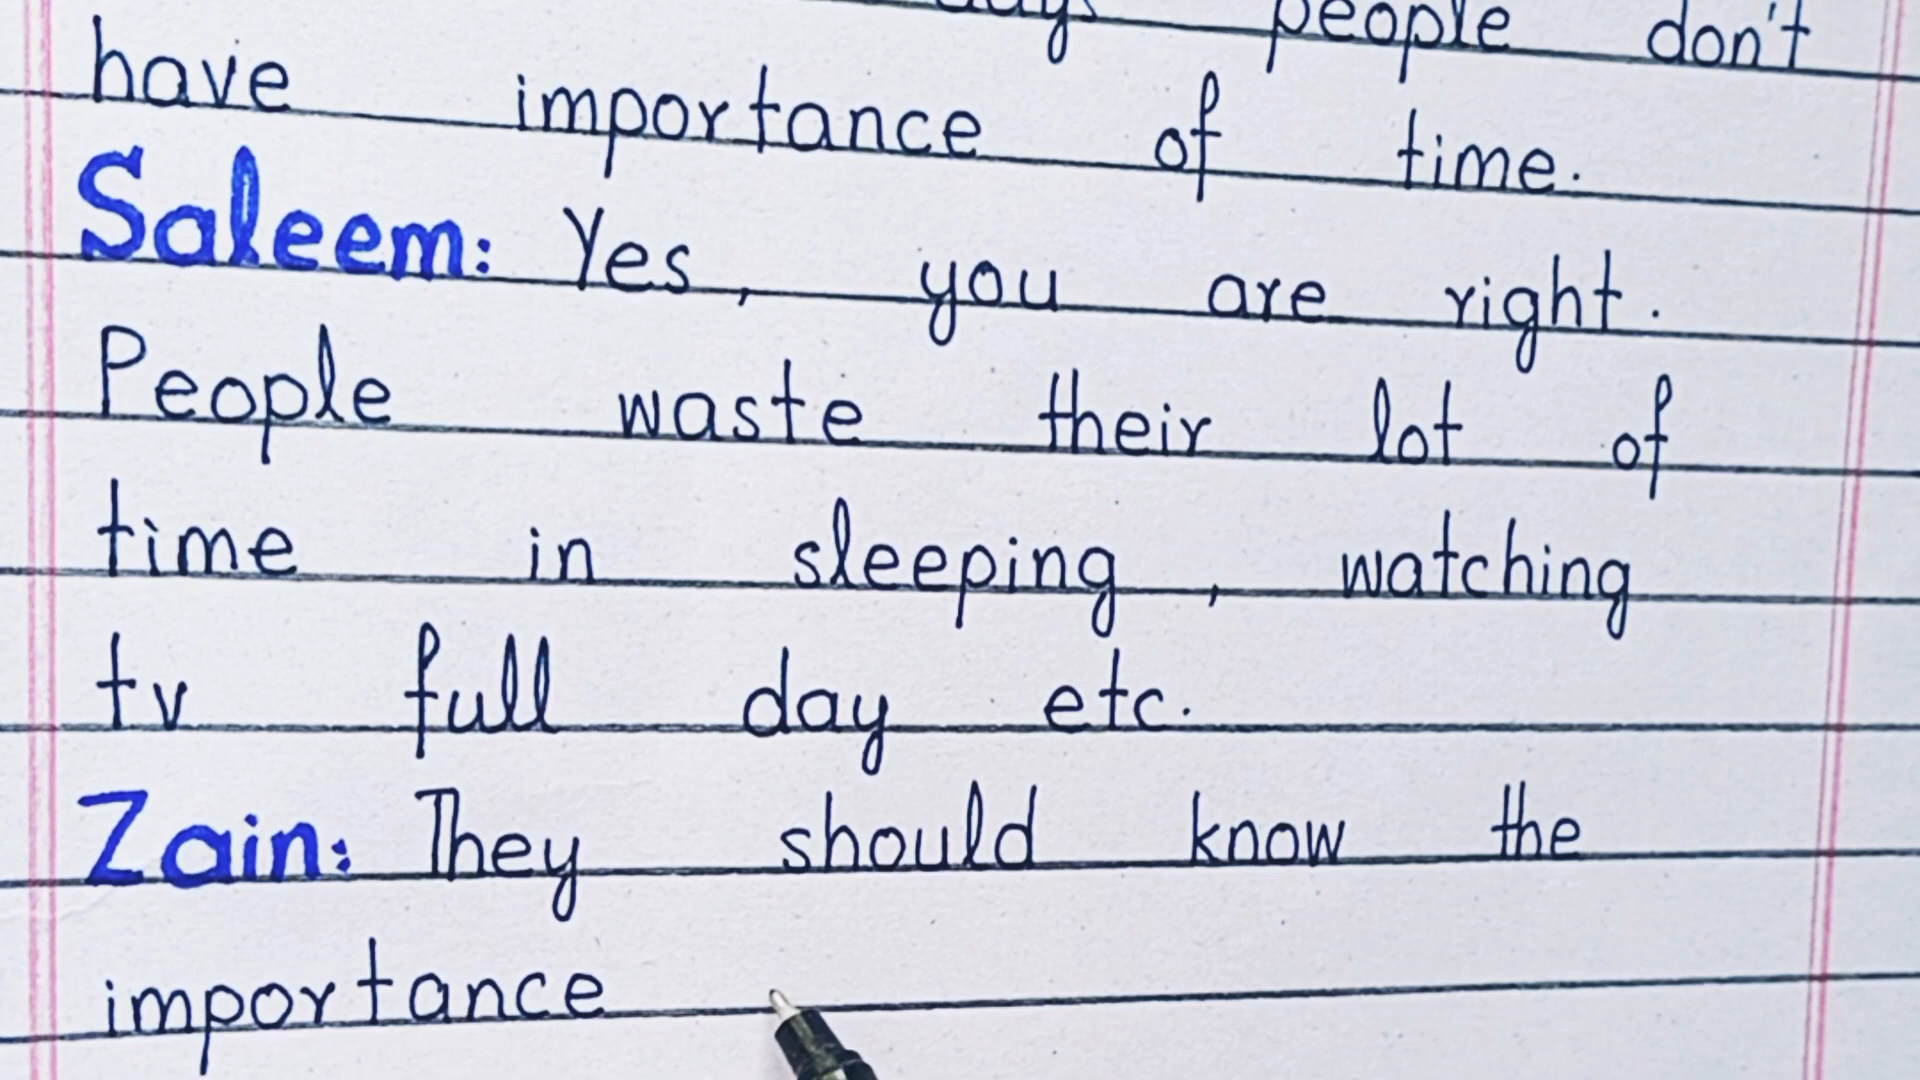 people don't
have importance of time.
Saleem: Yes, you are right.
People waste their lot of
time in sleeping, watching
tv full day etc.
Zain: They should know the
importance